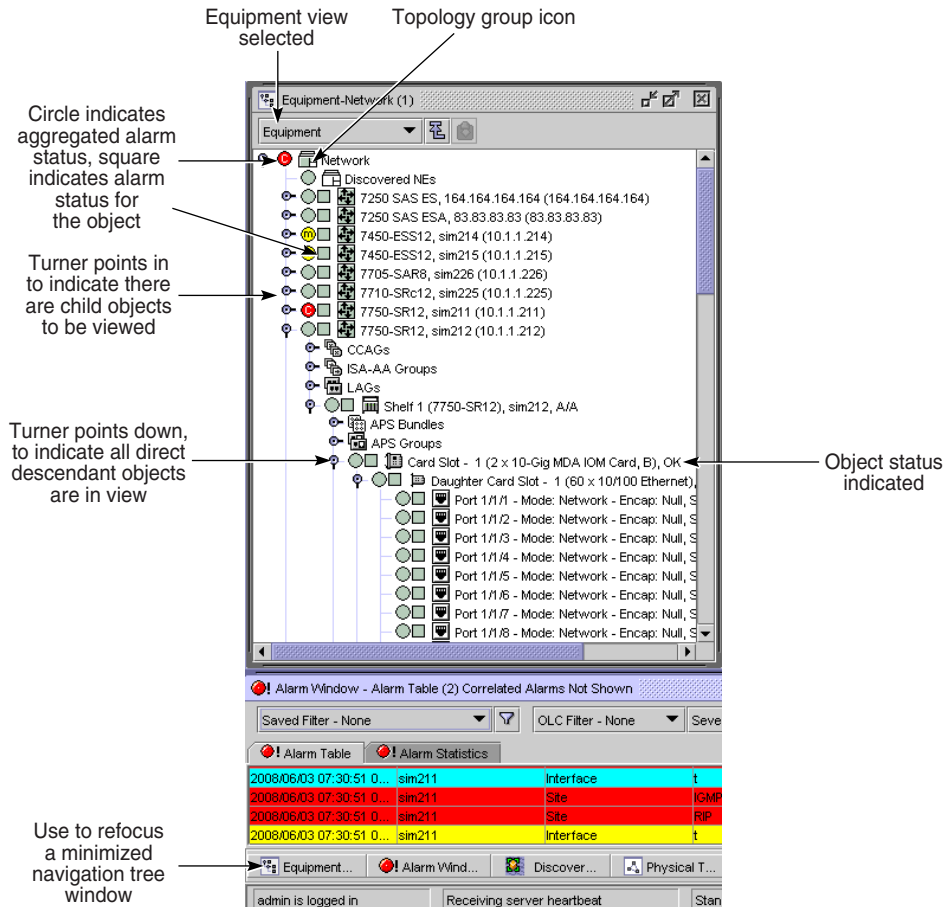 Equipment view
selected
Topology group icon
Circle indicates
aggregated alarm
status, square
indicates alarm
status for
the object
Turner points in
to indicate there
are child objects
to be viewed
Turner points down,
to indicate all direct
descendant objects
are in view
Object status
indicated
Use to refocus
a minimized
navigation tree
window
Equipment-Network (1)
Equipment
C Network
Discovered NEs
7250 SAS ES, 164.164.164.164 (164.164.164.164)
7250 SAS ESA, 83.83.83.83 (83.83.83.83)
m 7450-ESS12, sim214 (10.1.1.214)
7450-ESS12, sim215 (10.1.1.215)
7705-SAR8, sim226 (10.1.1.226)
7710-SRc12, sim225 (10.1.1.225)
C 7750-SR12, sim211 (10.1.1.211)
7750-SR12, sim212 (10.1.1.212)
CCAGs
ISA-AA Groups
LAGs
Shelf 1 (7750-SR12), sim212, A/A
APS Bundles
APS Groups
Card Slot - 1 (2 x 10-Gig MDA IOM Card, B), OK
Daughter Card Slot - 1 (60 x 10/100 Ethernet),
Port 1/1/1 - Mode: Network - Encap: Null, S
Port 1/1/2 - Mode: Network - Encap: Null, S
Port 1/1/3 - Mode: Network - Encap: Null, S
Port 1/1/4 - Mode: Network - Encap: Null, S
Port 1/1/5 - Mode: Network - Encap: Null, S
Port 1/1/6 - Mode: Network - Encap: Null, S
Port 1/1/7 - Mode: Network - Encap: Null, S
Port 1/1/8 - Mode: Network - Encap: Null, S
Alarm Window - Alarm Table (2) Correlated Alarms Not Shown
Saved Filter - None OLC Filter - None Seve
Alarm Table Alarm Statistics
2008/06/03 07:30:51 0... sim211 Interface t
2008/06/03 07:30:51 0... sim211 Site IGMP
2008/06/03 07:30:51 0... sim211 Site RIP
2008/06/03 07:30:51 0... sim211 Interface t
Equipment... Alarm Wind... Discover... Physical T...
admin is logged in Receiving server heartbeat Stan